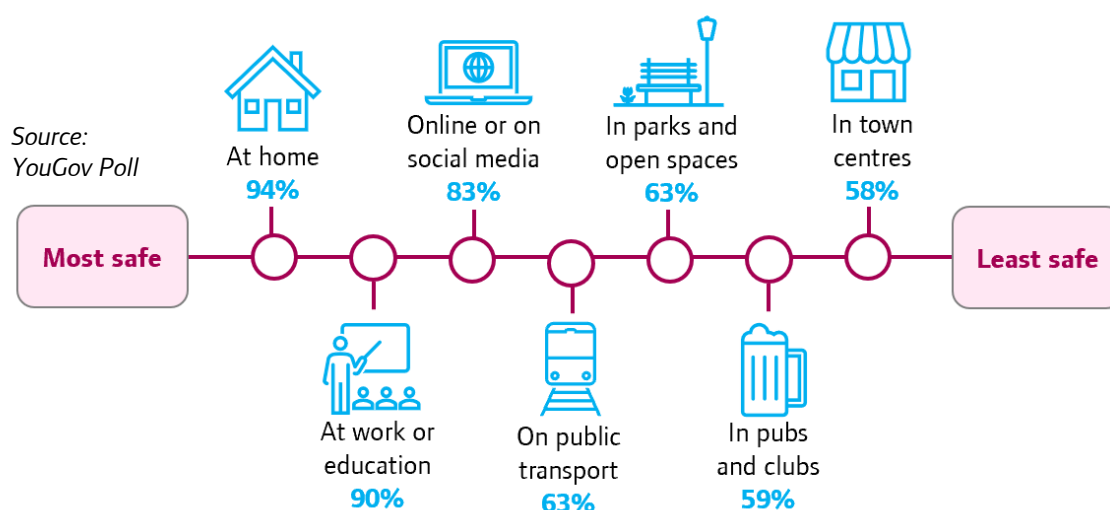 Source:
YouGov Poll
Most safe
At home
94%
At work or
education
90%
Online or on
social media
83%
On public
transport
63%
In parks and
open spaces
63%
In pubs
and clubs
59%
In town
centres
58%
Least safe